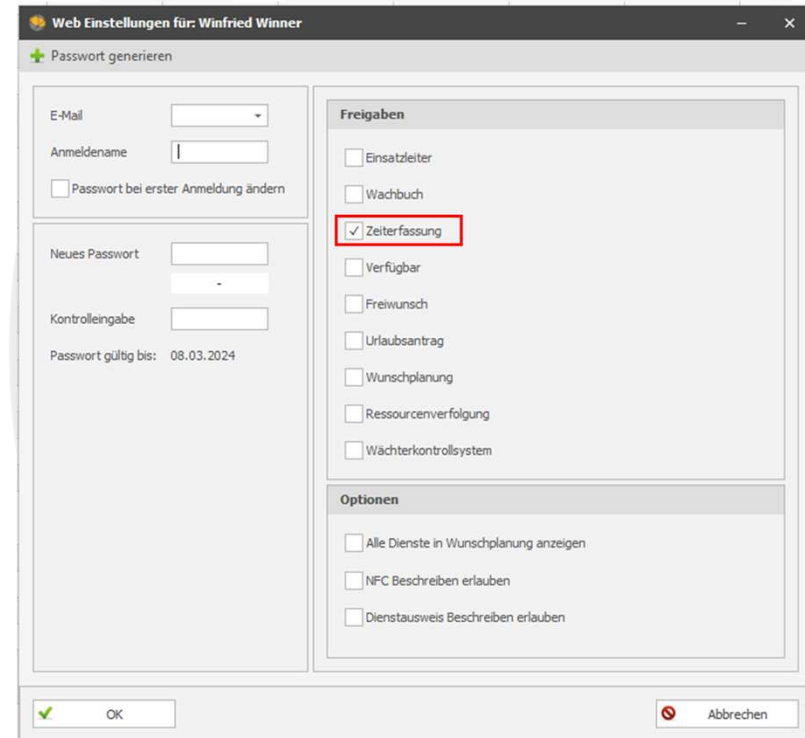 Web Einstellungen für: Winfried Winner
Passwort generieren
E-Mail
Anmeldename
Passwort bei erster Anmeldung ändern
Neues Passwort
-
Kontrolleingabe
Passwort gültig bis: 08.03.2024
Freigaben
Einsatzleiter
Wachbuch
Zeiterfassung
Verfügbar
Freiwunsch
Urlaubsantrag
Wunschplanung
Ressourcenverfolgung
Wächterkontrollsystem
Optionen
Alle Dienste in Wunschplanung anzeigen
NFC Beschreiben erlauben
Dienstausweis Beschreiben erlauben
OK
Abbrechen